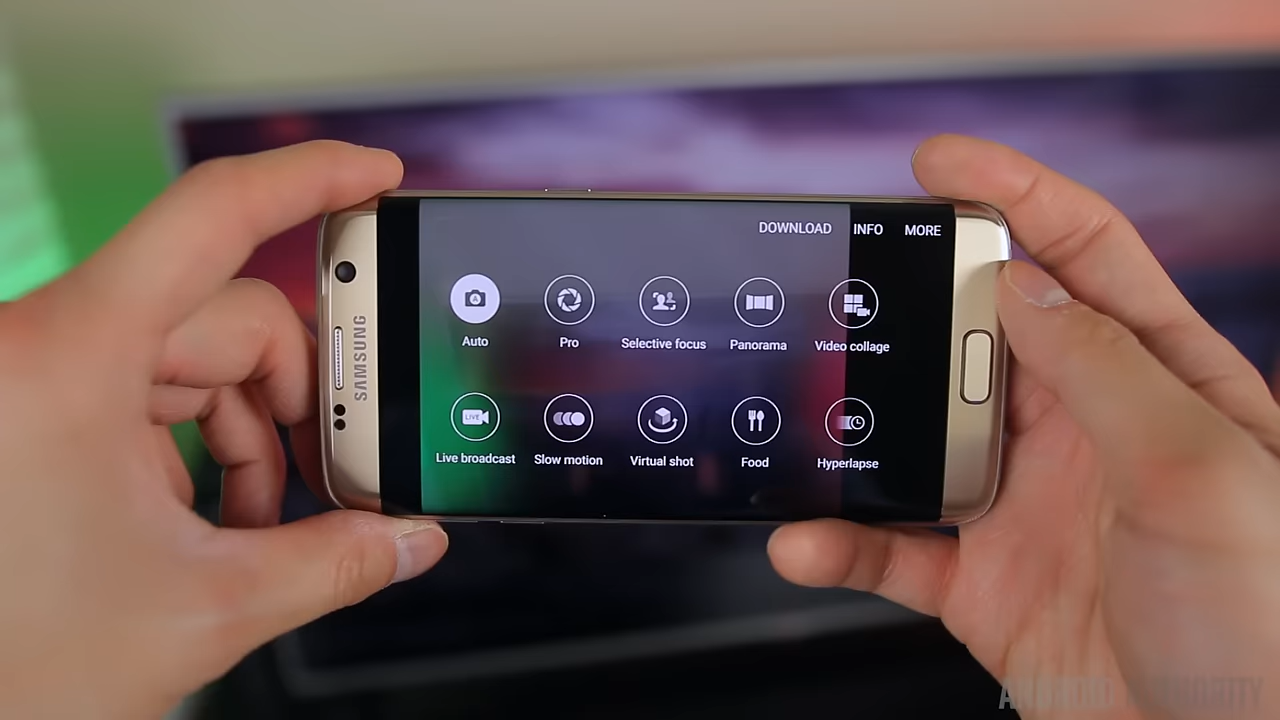 DOWNLOAD INFO MORE
SAMSUNG
Auto Pro Selective focus Panorama Video collage
LIVE
Live broadcast Slow motion Virtual shot Food Hyperlapse
ANDROID AUTHORITY